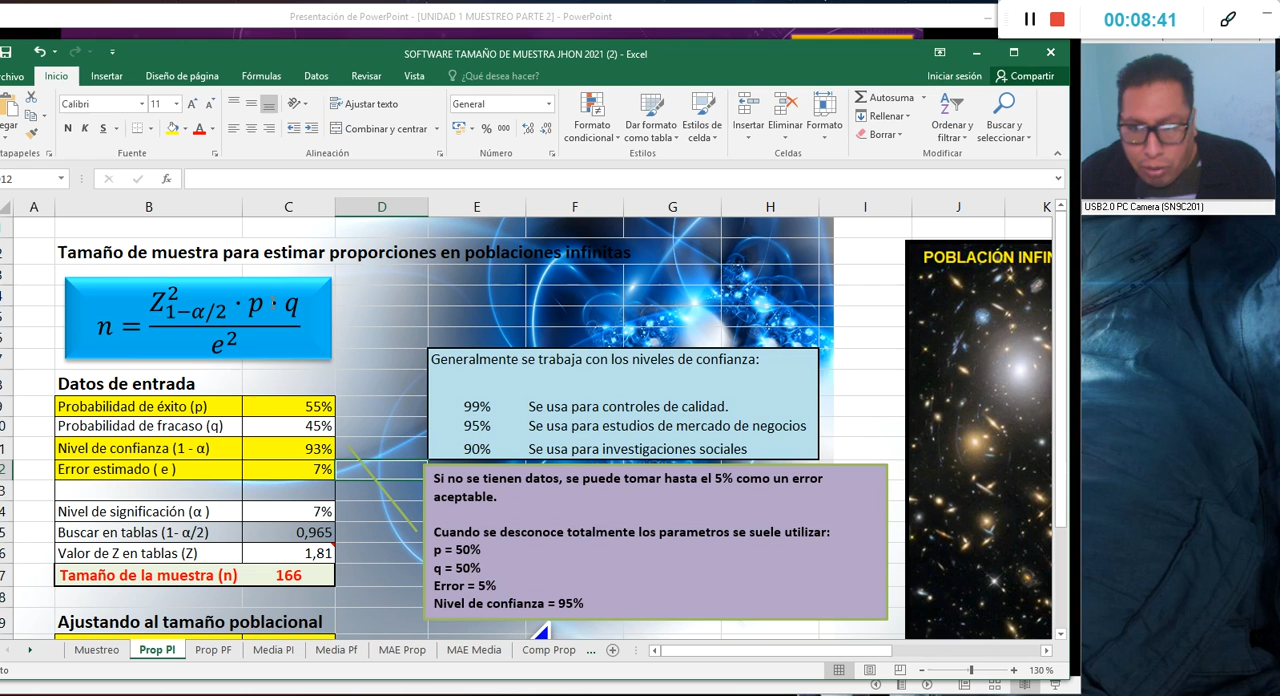 Presentación de PowerPoint - [UNIDAD 1 MUESTREO PARTE 2] - PowerPoint
00:08:41
SOFTWARE TAMAÑO DE MUESTRA JHON 2021 (2) - Excel
rchivo Inicio Insertar Diseño de página Fórmulas Datos Revisar Vista ¿Qué desea hacer? Iniciar sesión Compartir
egar
Calibri 11
N K S
Ajustar texto
Combinar y centrar
General
% 000
Formato condicional
Dar formato como tabla
Estilos de celda
Insertar Eliminar Formato
Autosuma
Rellenar
Borrar
Ordenar y filtrar
Buscar y seleccionar
tapapeles Fuente Alineación Número Estilos Celdas Modificar
12 fx
USB2.0 PC Camera (SN9C201)
A B C D E F G H I J K
Tamaño de muestra para estimar proporciones en poblaciones infinitas
POBLACIÓN INFIN
n = Z²₁₋α/₂ · p · q / e²
Generalmente se trabaja con los niveles de confianza:
99% Se usa para controles de calidad.
95% Se usa para estudios de mercado de negocios
90% Se usa para investigaciones sociales
Datos de entrada
Probabilidad de éxito (p) 55%
Probabilidad de fracaso (q) 45%
Nivel de confianza (1 - α) 93%
Error estimado ( e ) 7%
Nivel de significación (α ) 7%
Buscar en tablas (1- α/2) 0,965
Valor de Z en tablas (Z) 1,81
Tamaño de la muestra (n) 166
Si no se tienen datos, se puede tomar hasta el 5% como un error
aceptable.
Cuando se desconoce totalmente los parametros se suele utilizar:
p = 50%
q = 50%
Error = 5%
Nivel de confianza = 95%
Ajustando al tamaño poblacional
Muestreo Prop PI Prop PF Media PI Media Pf MAE Prop MAE Media Comp Prop ...
to
130 %